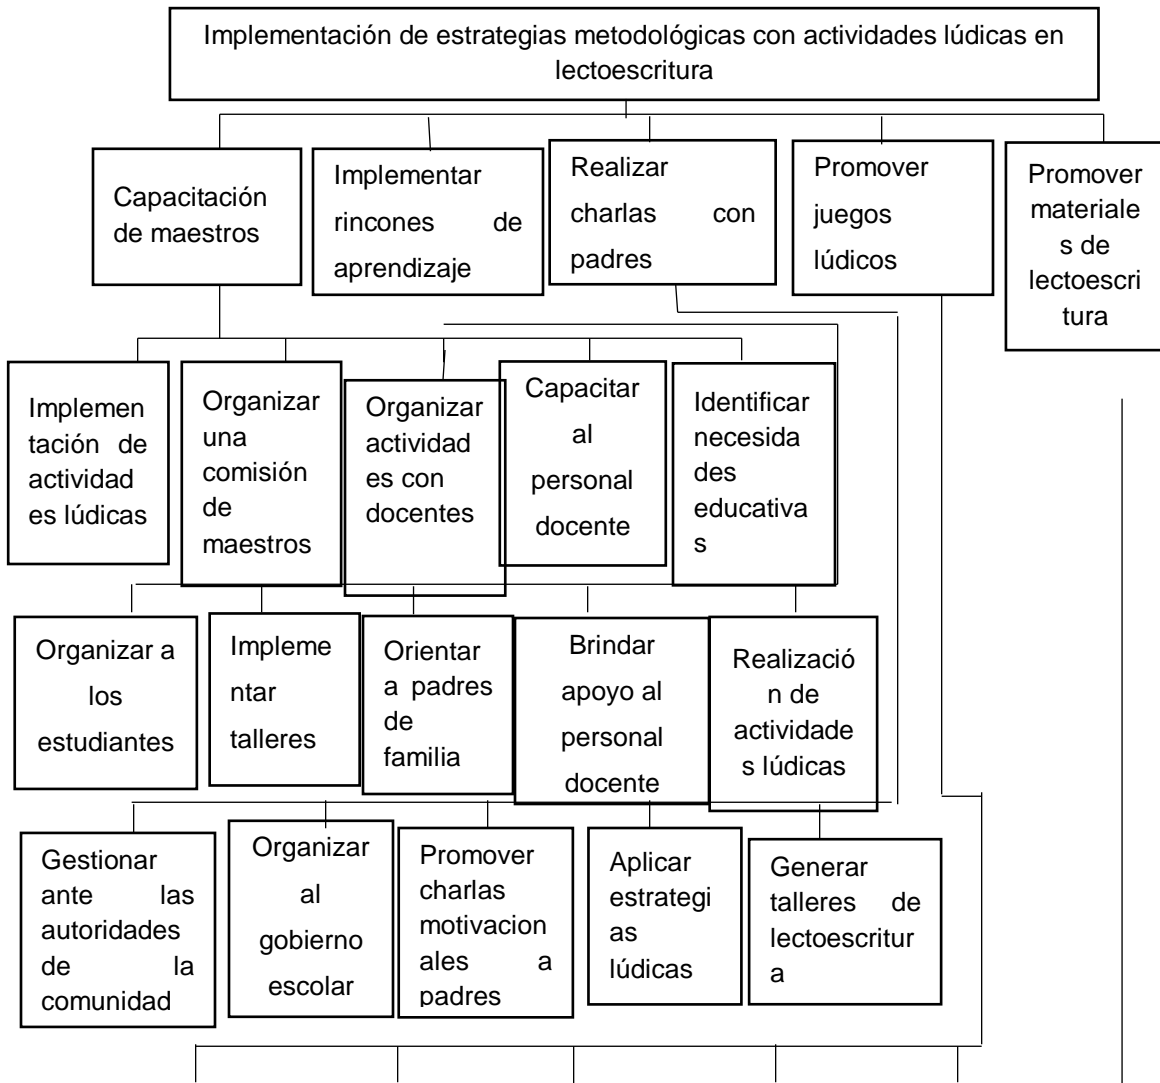 Implementación de estrategias metodológicas con actividades lúdicas en
lectoescritura
Capacitación
de maestros
Implementar
rincones de
aprendizaje
Realizar
charlas con
padres
Promover
juegos
lúdicos
Promover
materiale
s de
lectoescri
tura
Implemen
tación de
actividad
es lúdicas
Organizar
una
comisión
de
maestros
Organizar
actividad
es con
docentes
Capacitar
al
personal
docente
Identificar
necesida
des
educativa
s
Organizar a
los
estudiantes
Impleme
ntar
talleres
Orientar
a padres
de
familia
Brindar
apoyo al
personal
docente
Realizació
n de
actividade
s lúdicas
Gestionar
ante las
autoridades
de la
comunidad
Organizar
al
gobierno
escolar
Promover
charlas
motivacion
ales a
padres
Aplicar
estrategi
as
lúdicas
Generar
talleres de
lectoescritur
a